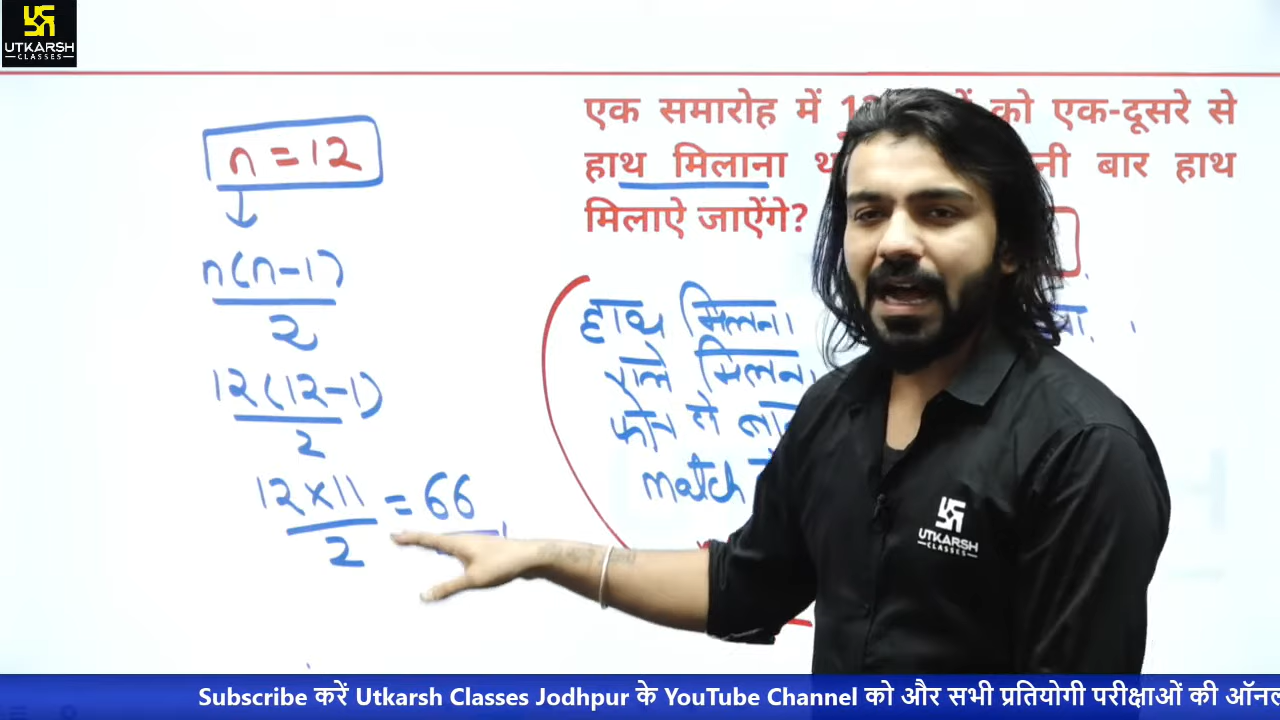 UTKARSH
CLASSES
n = 12
n(n-1)
2
12(12-1)
2
12 x 11 = 66
2
एक समारोह में को एक-दूसरे से
हाथ मिलाना बार हाथ
मिलाऐ जाऐंगे?
हाथ मिलना
गले मिलना
match
UTKARSH
CLASSES
Subscribe करें Utkarsh Classes Jodhpur के YouTube Channel को और सभी प्रतियोगी परीक्षाओं की